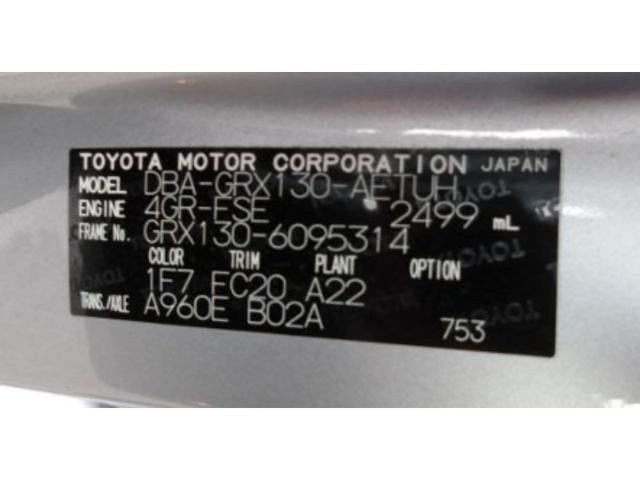 TOYOTA MOTOR CORPORATION JAPAN
MODEL DBA-GRX130-AETUH
ENGINE 4GR-FSE 2499 mL
FRAME No. GRX130-6095314
COLOR TRIM PLANT OPTION
1F7 FC20 A22
TRANS./AXLE A960E B02A
753